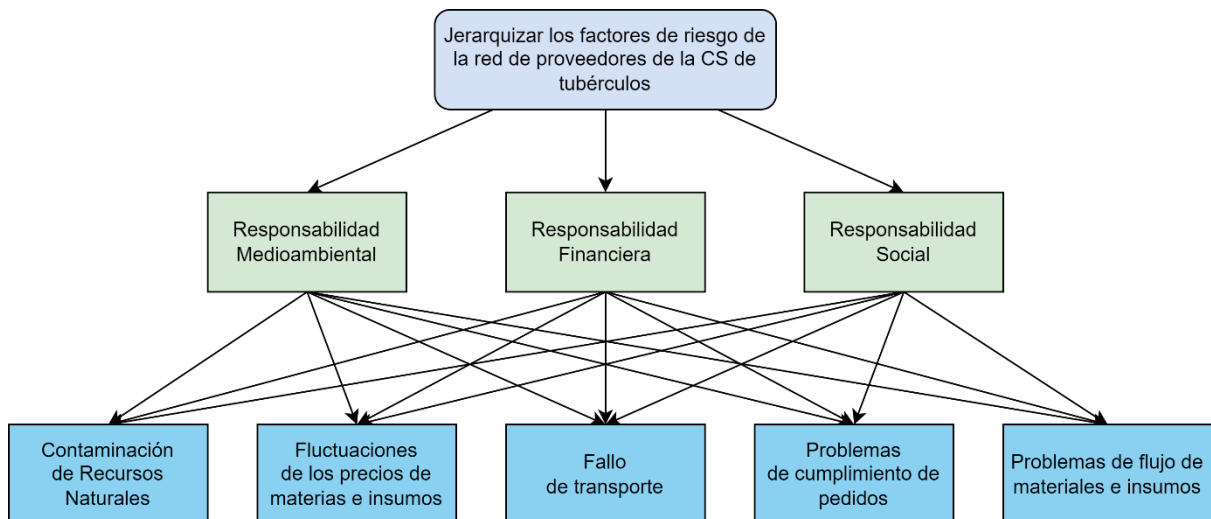 Jerarquizar los factores de riesgo de
la red de proveedores de la CS de
tubérculos
Responsabilidad
Medioambiental
Responsabilidad
Financiera
Responsabilidad
Social
Contaminación
de Recursos
Naturales
Fluctuaciones
de los precios de
materias e insumos
Fallo
de transporte
Problemas
de cumplimiento de
pedidos
Problemas de flujo de
materiales e insumos